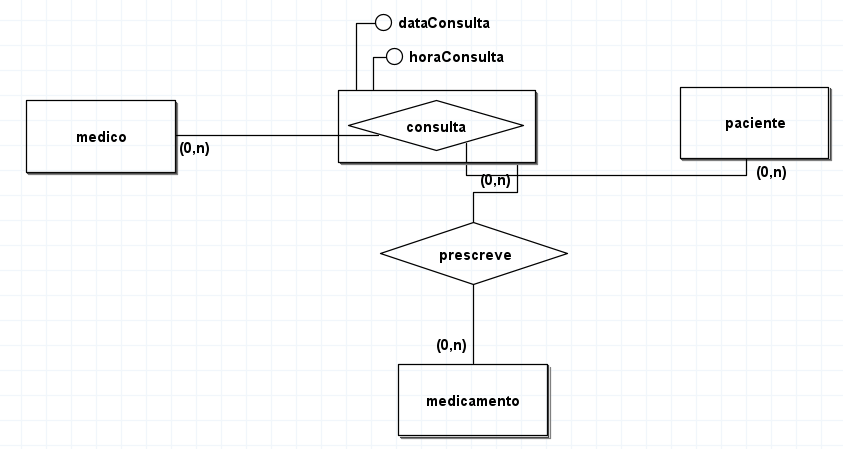 dataConsulta
horaConsulta
medico
(0,n)
consulta
paciente
(0,n)
(0,n)
prescreve
(0,n)
medicamento